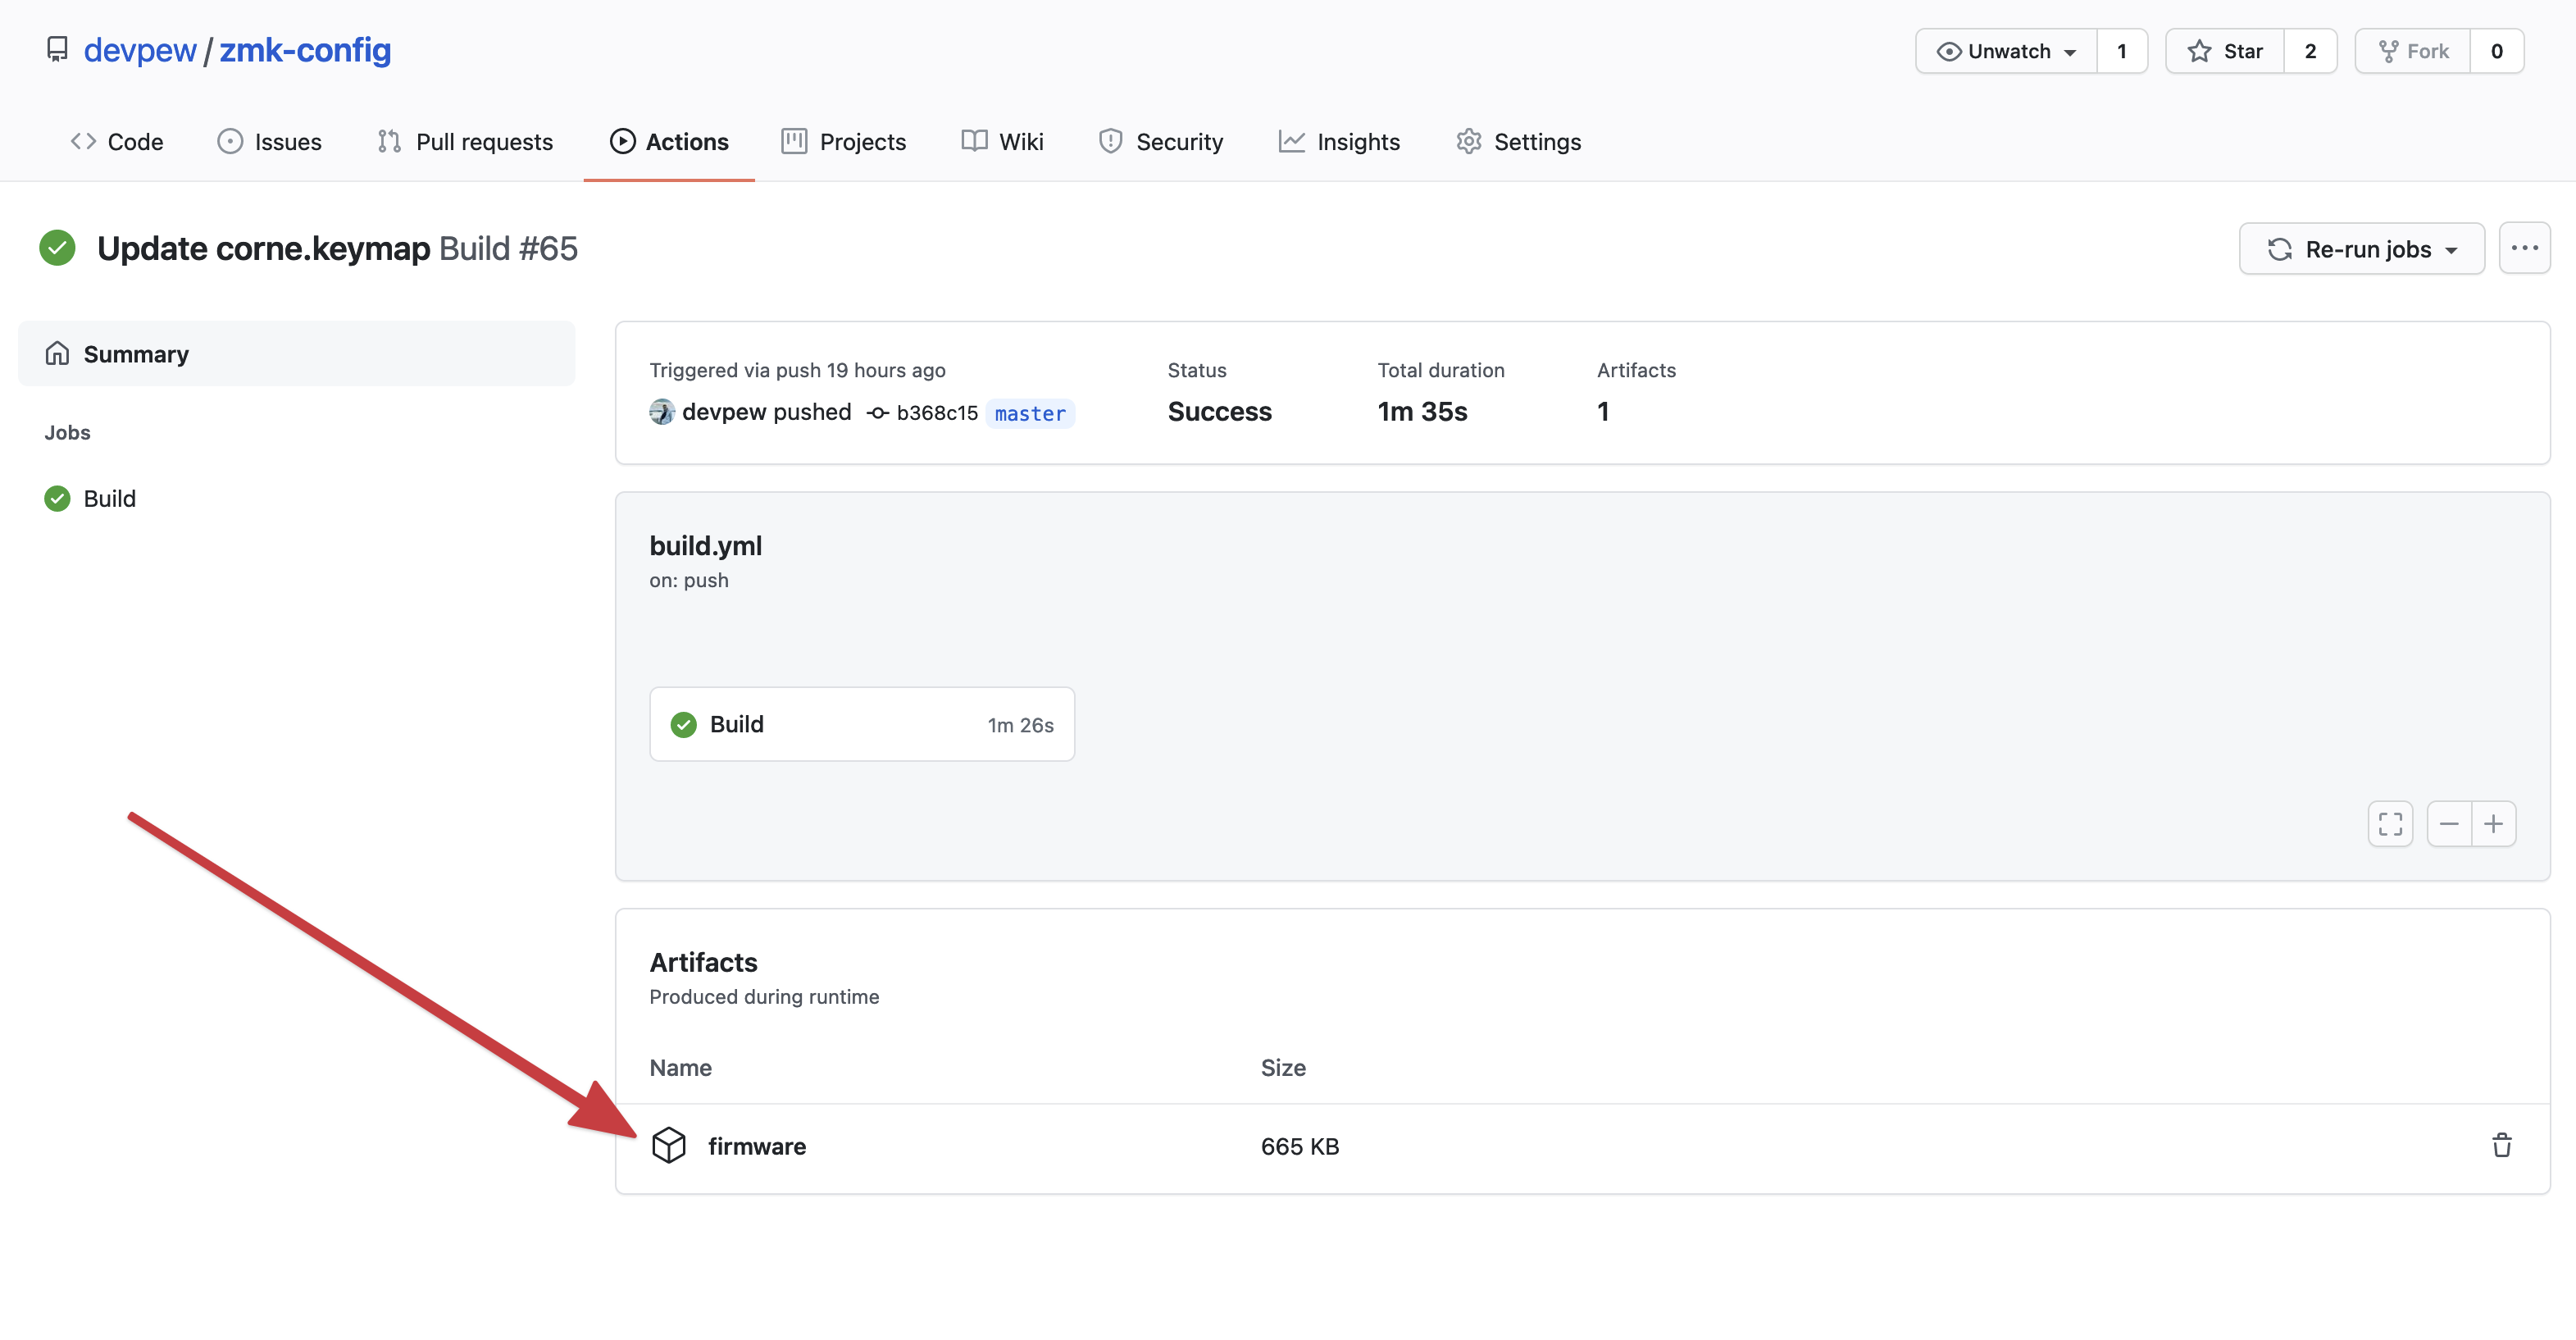 devpew / zmk-config
Unwatch 1 Star 2 Fork 0
Code Issues Pull requests Actions Projects Wiki Security Insights Settings
Update corne.keymap Build #65
Re-run jobs
Summary
Jobs
Build
Triggered via push 19 hours ago Status Total duration Artifacts
devpew pushed b368c15 master Success 1m 35s 1
build.yml
on: push
Build 1m 26s
Artifacts
Produced during runtime
Name Size
firmware 665 KB